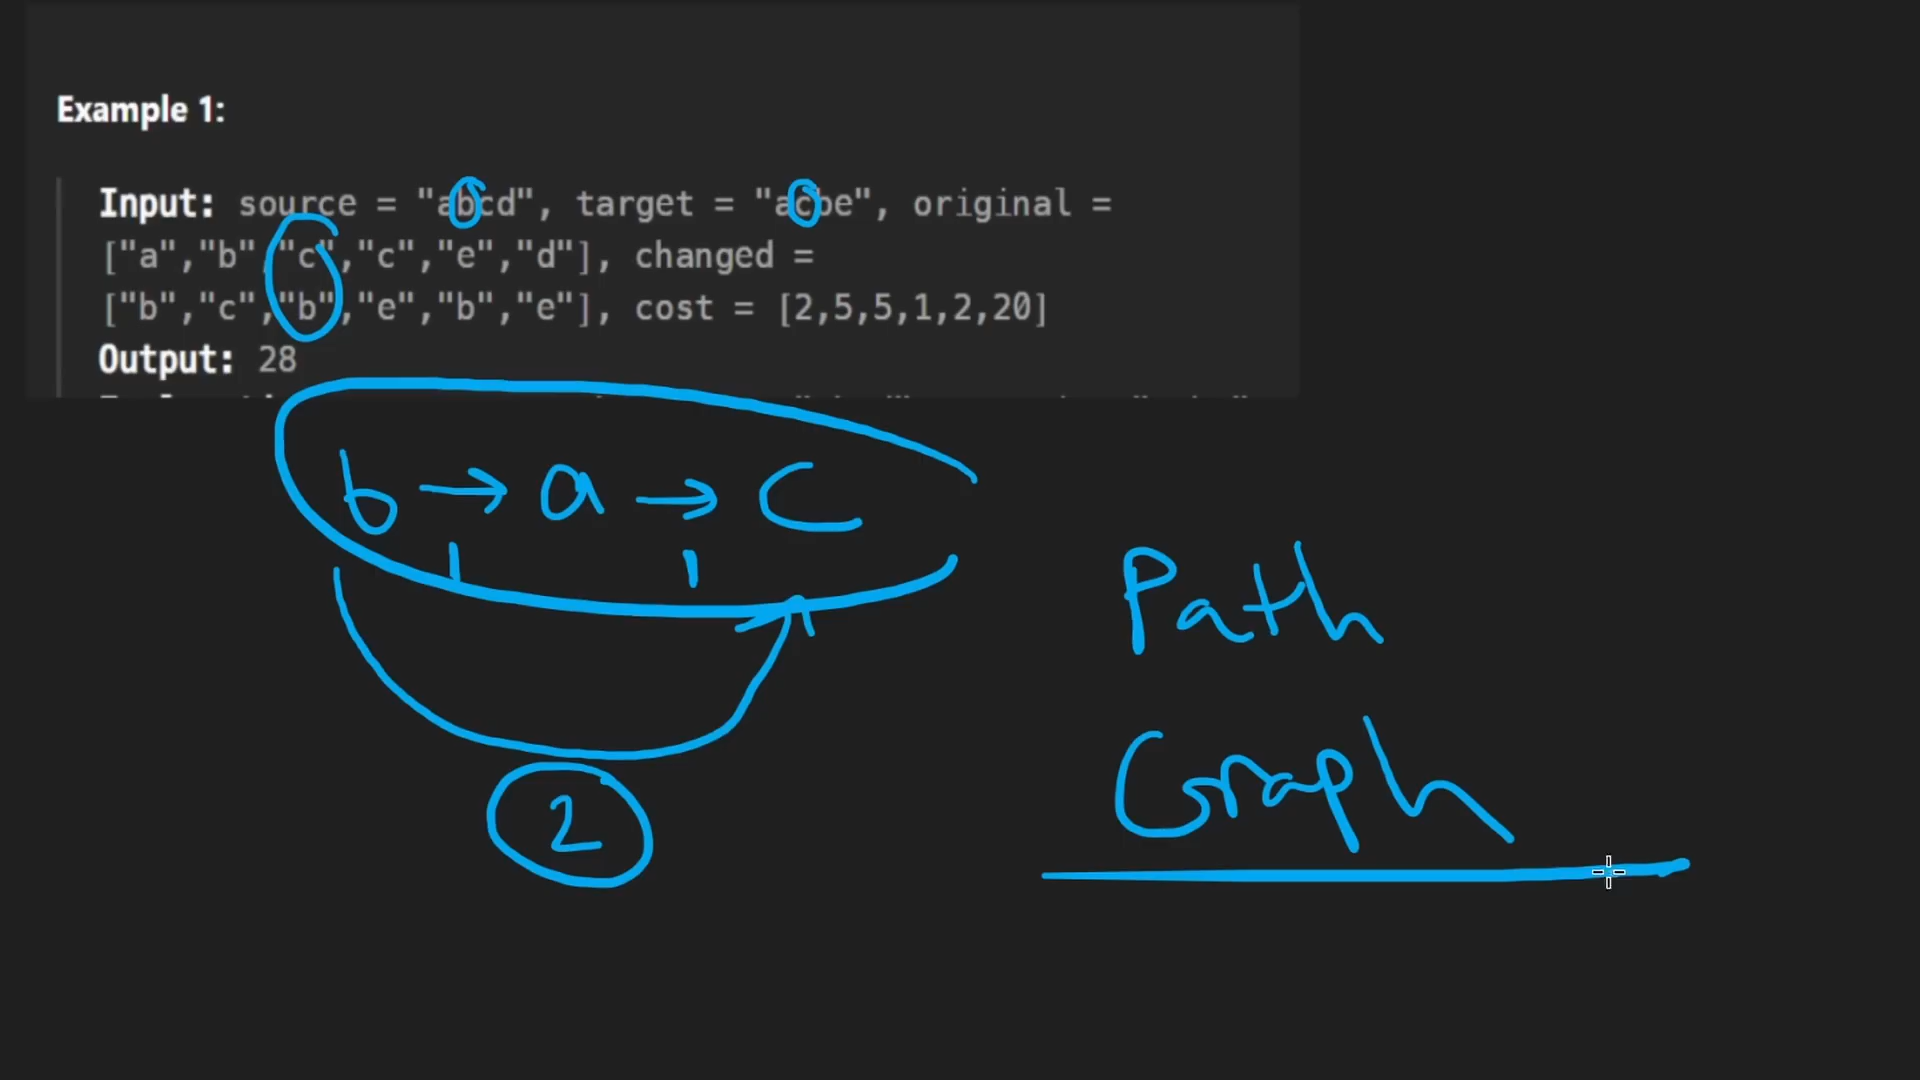 Example 1:
Input: source = "abcd", target = "acbe", original =
["a","b","c","c","e","d"], changed =
["b","c","b","e","b","e"], cost = [2,5,5,1,2,20]
Output: 28
b → a → c
1 1
2
Path
Graph